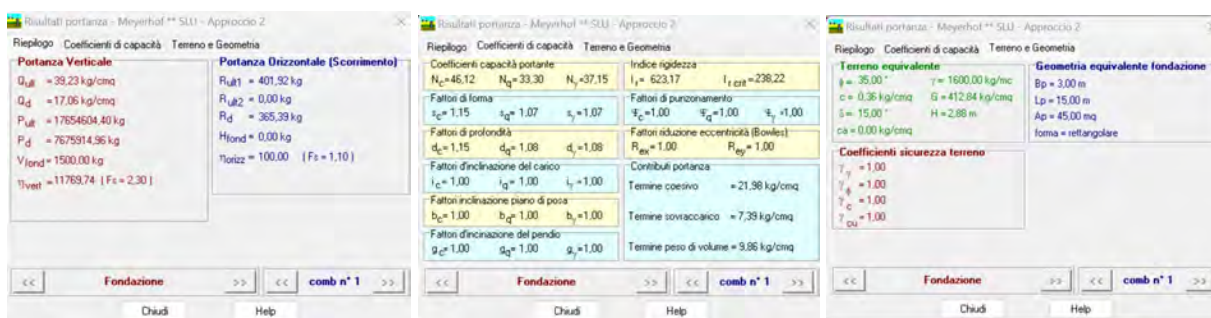 Risultati portanza - Meyerhof ** SLU - Approccio 2
Riepilogo Coefficienti di capacità Terreno e Geometria
Portanza Verticale
Qult = 39,23 kg/cmq
Qd = 17,06 kg/cmq
Pult = 17654604,40 kg
Pd = 7675914,96 kg
Vfond = 1500,00 kg
ηvert = 11769,74 ( Fs = 2,30 )
Portanza Orizzontale (Scorrimento)
Rult1 = 401,92 kg
Rult2 = 0,00 kg
Rd = 365,39 kg
Hfond = 0,00 kg
ηorizz = 100,00 ( Fs = 1,10 )
<< Fondazione >> << comb n° 1 >>
Chiudi Help
Risultati portanza - Meyerhof ** SLU - Approccio 2
Riepilogo Coefficienti di capacità Terreno e Geometria
Coefficienti capacità portante
Nc=46,12 Nq=33,30 Nγ=37,15
Indice rigidezza
Ir= 623,17 Ir crit=238,22
Fattori di forma
sc=1,15 sq= 1,07 sγ=1,07
Fattori di punzonamento
Ψc=1,00 Ψq=1,00 Ψγ=1,00
Fattori di profondità
dc=1,15 dq= 1,08 dγ=1,08
Fattori riduzione eccentricità (Bowles)
Rex= 1,00 Rey= 1,00
Fattori d'inclinazione del carico
ic= 1,00 iq= 1,00 iγ=1,00
Fattori inclinazione piano di posa
bc= 1,00 bq= 1,00 bγ=1,00
Fattori d'incinazione del pendio
gc= 1,00 gq= 1,00 gγ=1,00
Contributi portanza
Termine coesivo = 21,98 kg/cmq
Termine sovraccarico = 7,39 kg/cmq
Termine peso di volume = 9,86 kg/cmq
<< Fondazione >> << comb n° 1 >>
Chiudi Help
Risultati portanza - Meyerhof ** SLU - Approccio 2
Riepilogo Coefficienti di capacità Terreno e Geometria
Terreno equivalente
ϕ = 35,00 ° γ = 1600,00 kg/mc
c = 0,36 kg/cmq G = 412,84 kg/cmq
δ = 15,00 ° H = 2,88 m
ca = 0,00 kg/cmq
Geometria equivalente fondazione
Bp = 3,00 m
Lp = 15,00 m
Ap = 45,00 mq
forma = rettangolare
Coefficienti sicurezza terreno
γγ = 1,00
γϕ = 1,00
γc = 1,00
γcu = 1,00
<< Fondazione >> << comb n° 1 >>
Chiudi Help